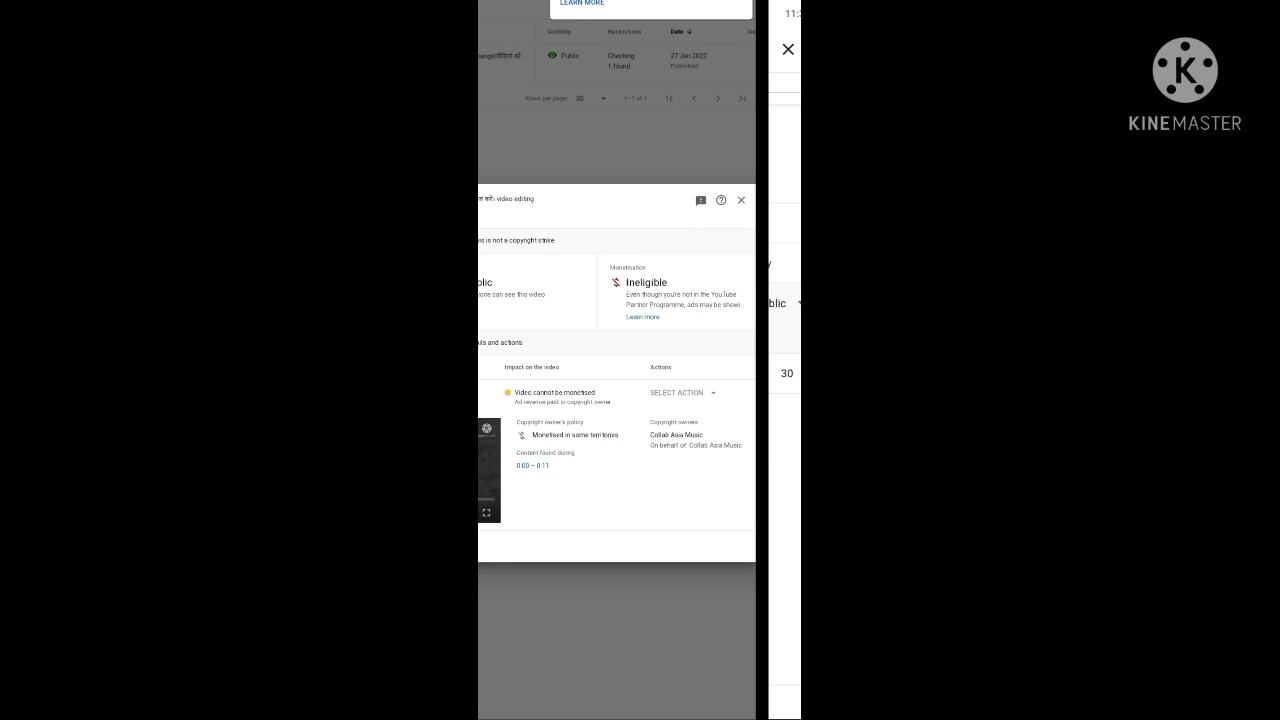 LEARN MORE
Visibility Restrictions Date
Public Checking 27 Jan 2022
1 found Published
Rows per page: 30 1–1 of 1
video editing
is not a copyright strike.
Monetisation
Ineligible
Even though you're not in the YouTube
can see this video
Partner Programme, ads may be showi..
Learn more
and actions.
Impact on the video Actions
Video cannot be monetised SELECT ACTION
Ad revenue paid to copyright owner
Copyright owner's policy Copyright owners
Monetised in some territories Collab Asia Music
On behalf of: Collab Asia Music
Content found during
0:00 – 0:11
11:3
blic
30
K
KINEMASTER